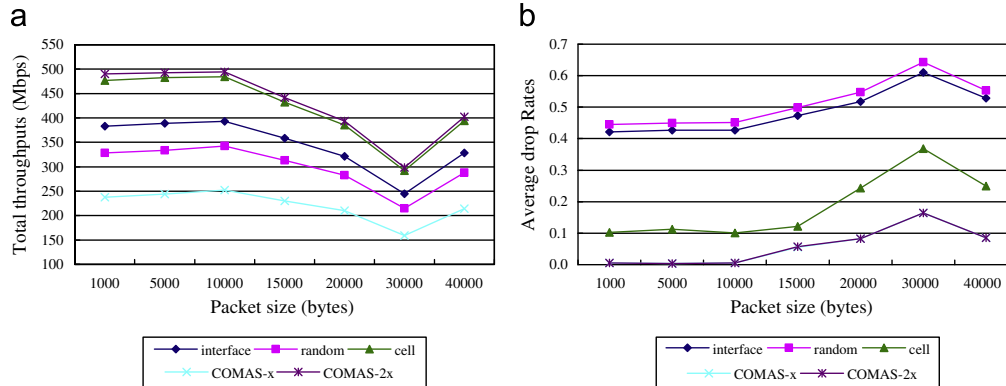 a
Total throughputs (Mbps)
550
500
450
400
350
300
250
200
150
100
1000 5000 10000 15000 20000 30000 40000
Packet size (bytes)
interface random cell
COMAS-x COMAS-2x
b
Average drop Rates
0.7
0.6
0.5
0.4
0.3
0.2
0.1
0.0
1000 5000 10000 15000 20000 30000 40000
Packet size (bytes)
interface random cell
COMAS-x COMAS-2x